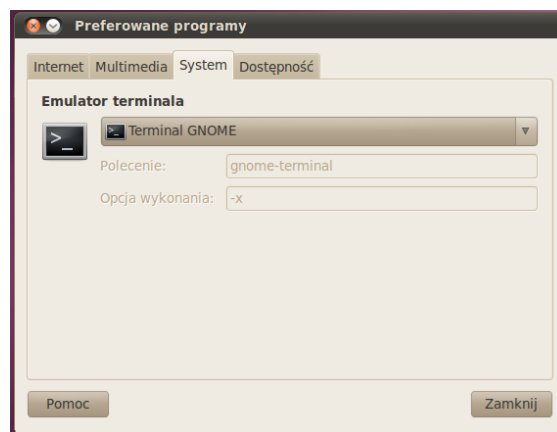 Preferowane programy
Internet Multimedia System Dostępność
Emulator terminala
>_ >_ Terminal GNOME
Polecenie: gnome-terminal
Opcja wykonania: -x
Pomoc Zamknij